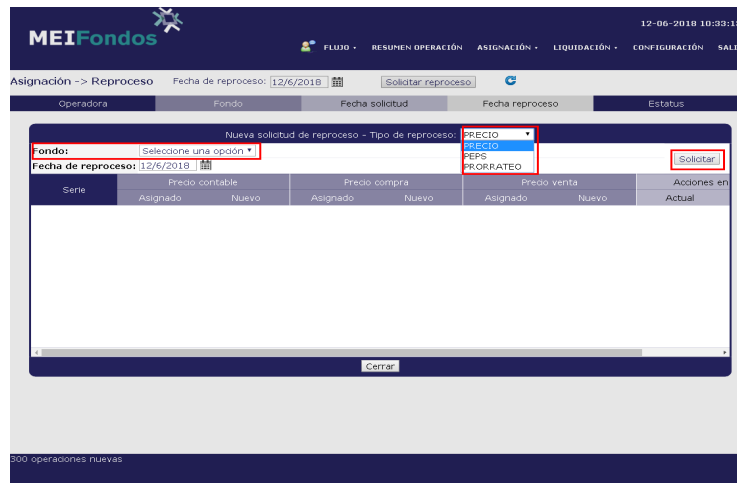 MEIFondos
12-06-2018 10:33:1
FLUJO RESUMEN OPERACIÓN ASIGNACIÓN LIQUIDACIÓN CONFIGURACIÓN SALI
Asignación -> Reproceso Fecha de reproceso: 12/6/2018 Solicitar reproceso
Operadora Fondo Fecha solicitud Fecha reproceso Estatus
Nueva solicitud de reproceso - Tipo de reproceso: PRECIO
PRECIO
PEPS
PRORRATEO
Fondo: Seleccione una opción
Solicitar
Fecha de reproceso: 12/6/2018
Serie Precio contable Precio compra Precio venta Acciones en
Asignado Nuevo Asignado Nuevo Asignado Nuevo Actual
Cerrar
300 operaciones nuevas